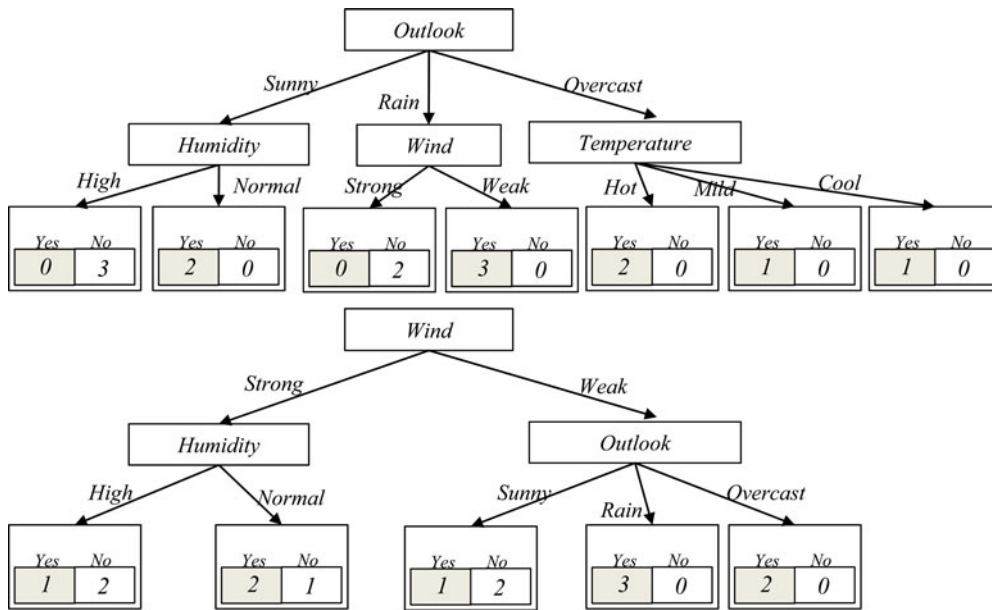 Outlook
Sunny Rain Overcast
Humidity Wind Temperature
High Normal Strong Weak Hot Mild Cool
Yes No Yes No Yes No Yes No Yes No Yes No Yes No
0 3 2 0 0 2 3 0 2 0 1 0 1 0
Wind
Strong Weak
Humidity Outlook
High Normal Sunny Rain Overcast
Yes No Yes No Yes No Yes No Yes No
1 2 2 1 1 2 3 0 2 0